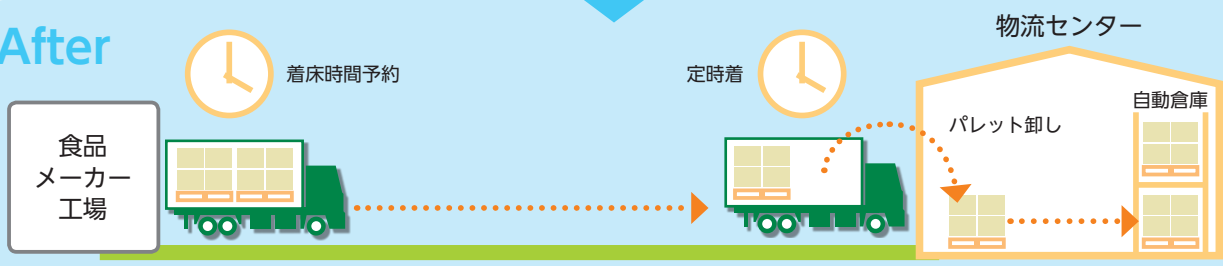 After
着床時間予約
定時着
物流センター
自動倉庫
パレット卸し
食品
メーカー
工場